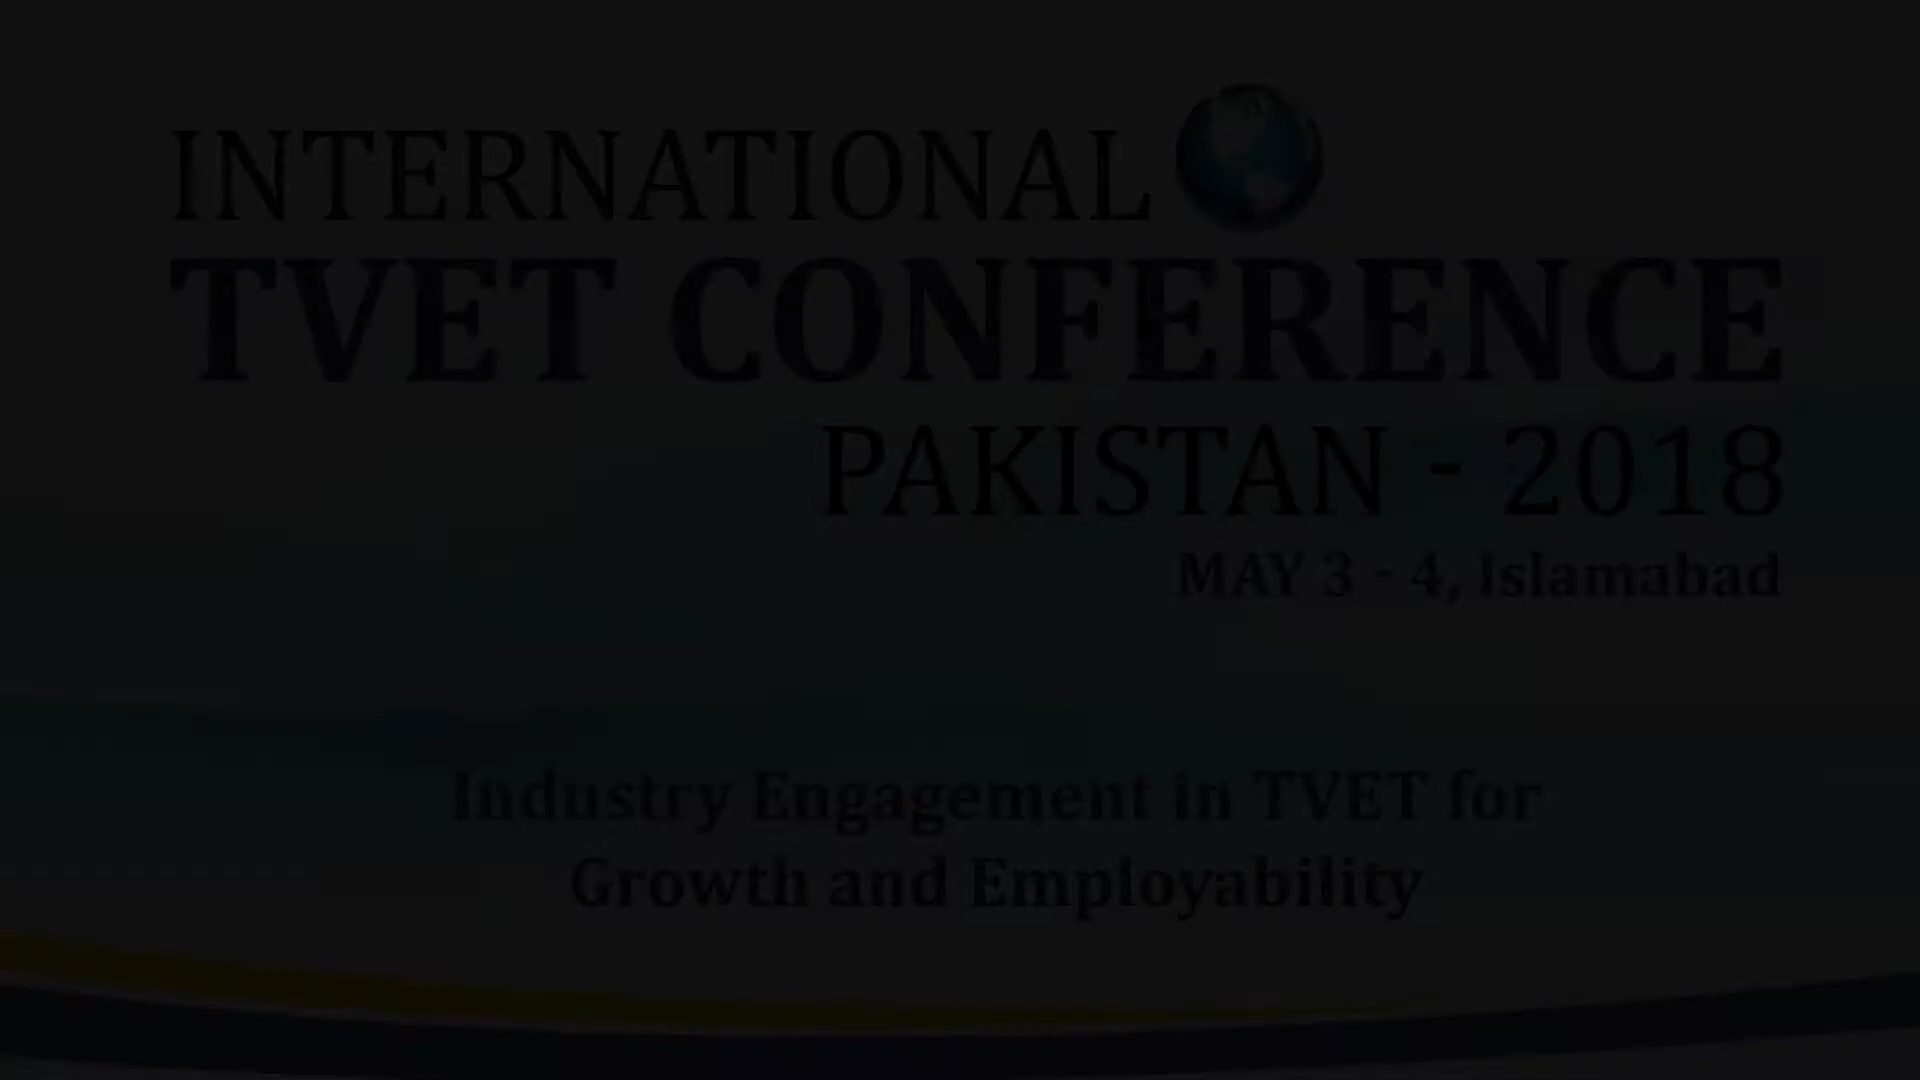 INTERNATIONAL
TVET CONFERENCE
PAKISTAN - 2018
MAY 3 - 4, Islamabad
Industry Engagement in TVET for
Growth and Employability